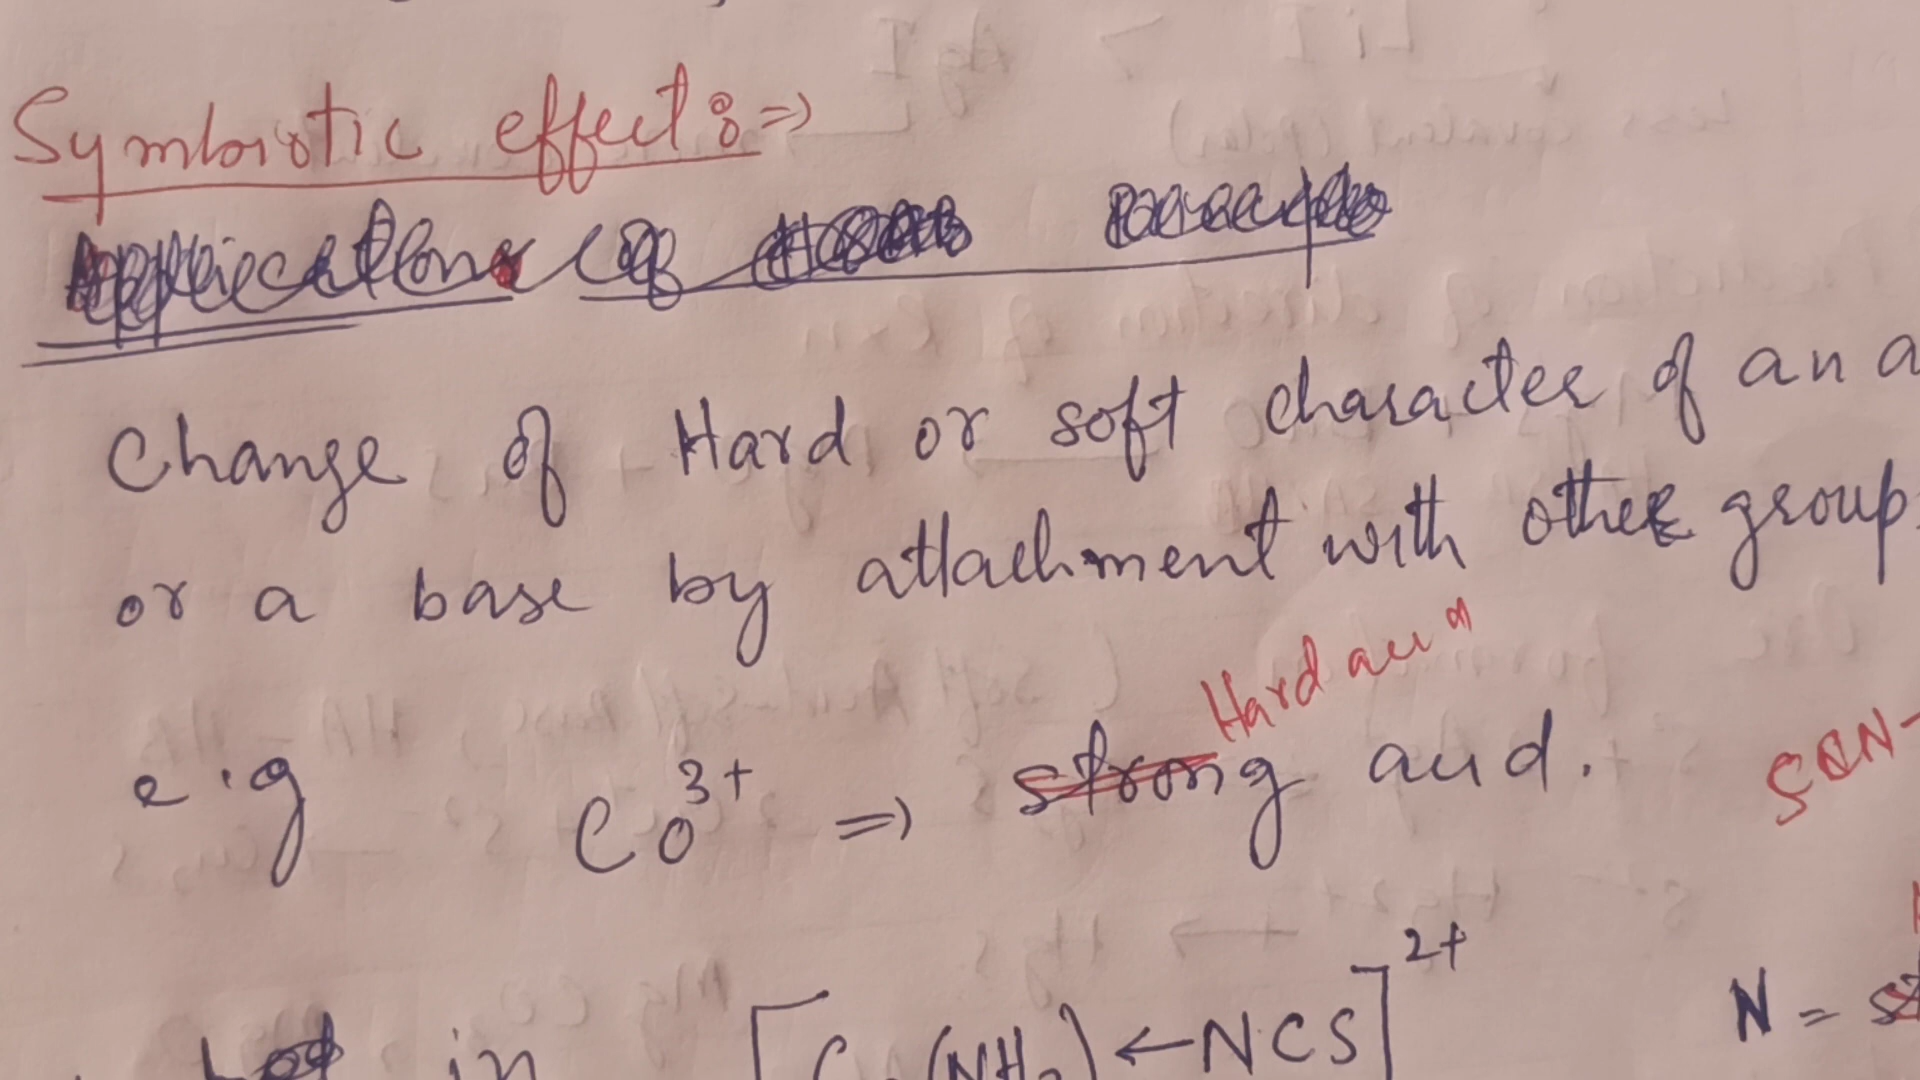 Symbiotic effect :⇒
Change of Hard or soft character of an a
or a base by attachment with other group
Hard
e.g Co³⁺ ⇒ strong acid.
SCN⁻
in [Co(NH₃) ← NCS]²⁺
N =